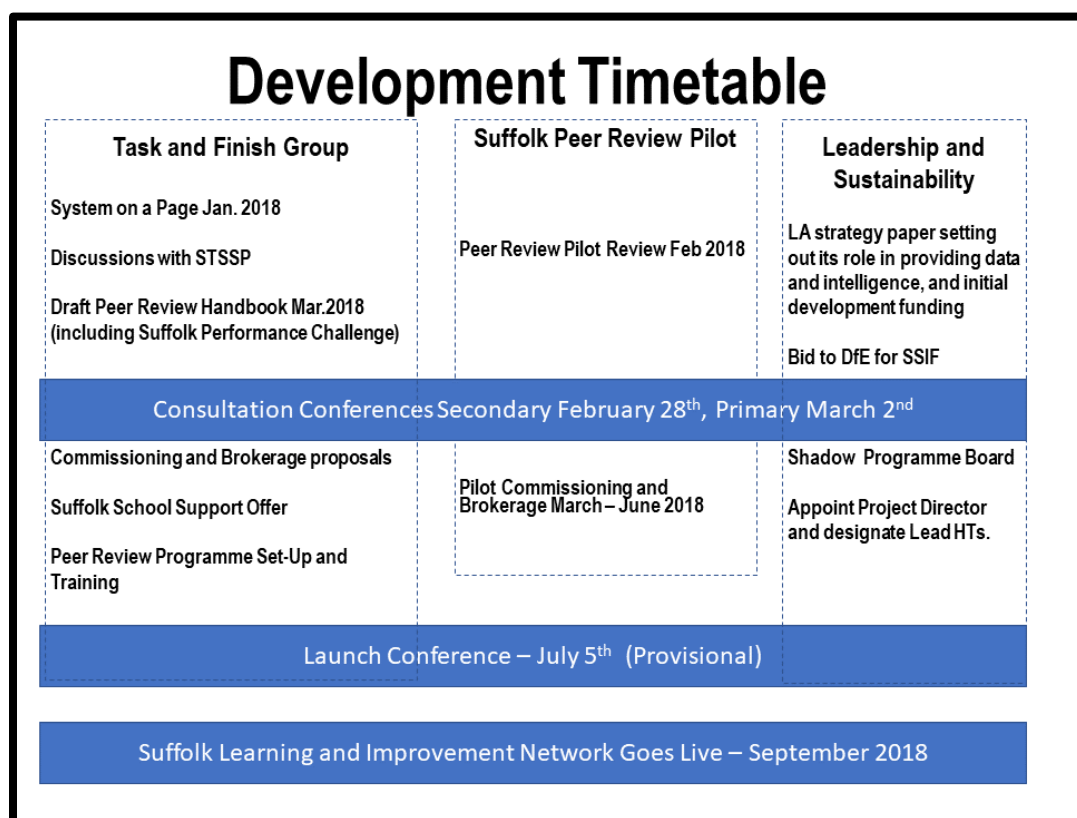 Development Timetable
Task and Finish Group
System on a Page Jan. 2018
Discussions with STSSP
Draft Peer Review Handbook Mar.2018
(including Suffolk Performance Challenge)
Suffolk Peer Review Pilot
Peer Review Pilot Review Feb 2018
Leadership and
Sustainability
LA strategy paper setting
out its role in providing data
and intelligence, and initial
development funding
Bid to DfE for SSIF
Consultation Conferences Secondary February 28th, Primary March 2nd
Commissioning and Brokerage proposals
Suffolk School Support Offer
Peer Review Programme Set-Up and
Training
Pilot Commissioning and
Brokerage March – June 2018
Shadow Programme Board
Appoint Project Director
and designate Lead HTs.
Launch Conference – July 5th (Provisional)
Suffolk Learning and Improvement Network Goes Live – September 2018